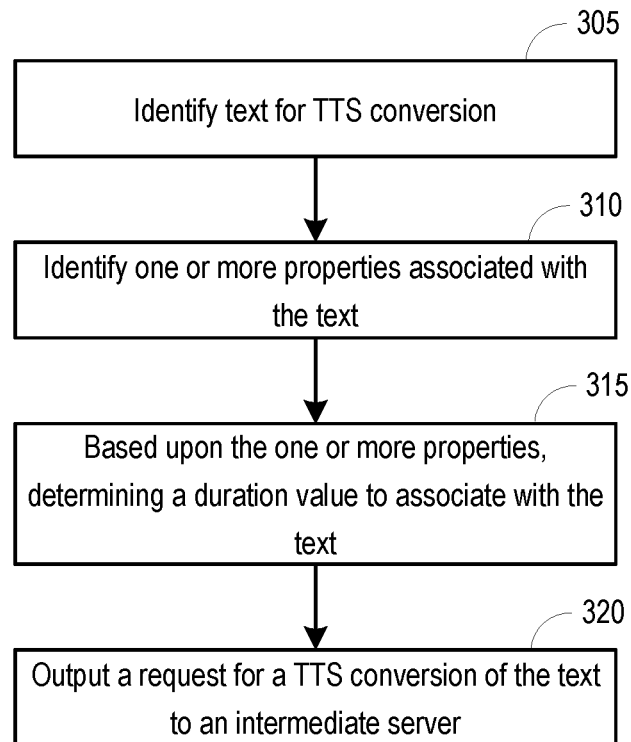 305
Identify text for TTS conversion
310
Identify one or more properties associated with
the text
315
Based upon the one or more properties,
determining a duration value to associate with the
text
320
Output a request for a TTS conversion of the text
to an intermediate server